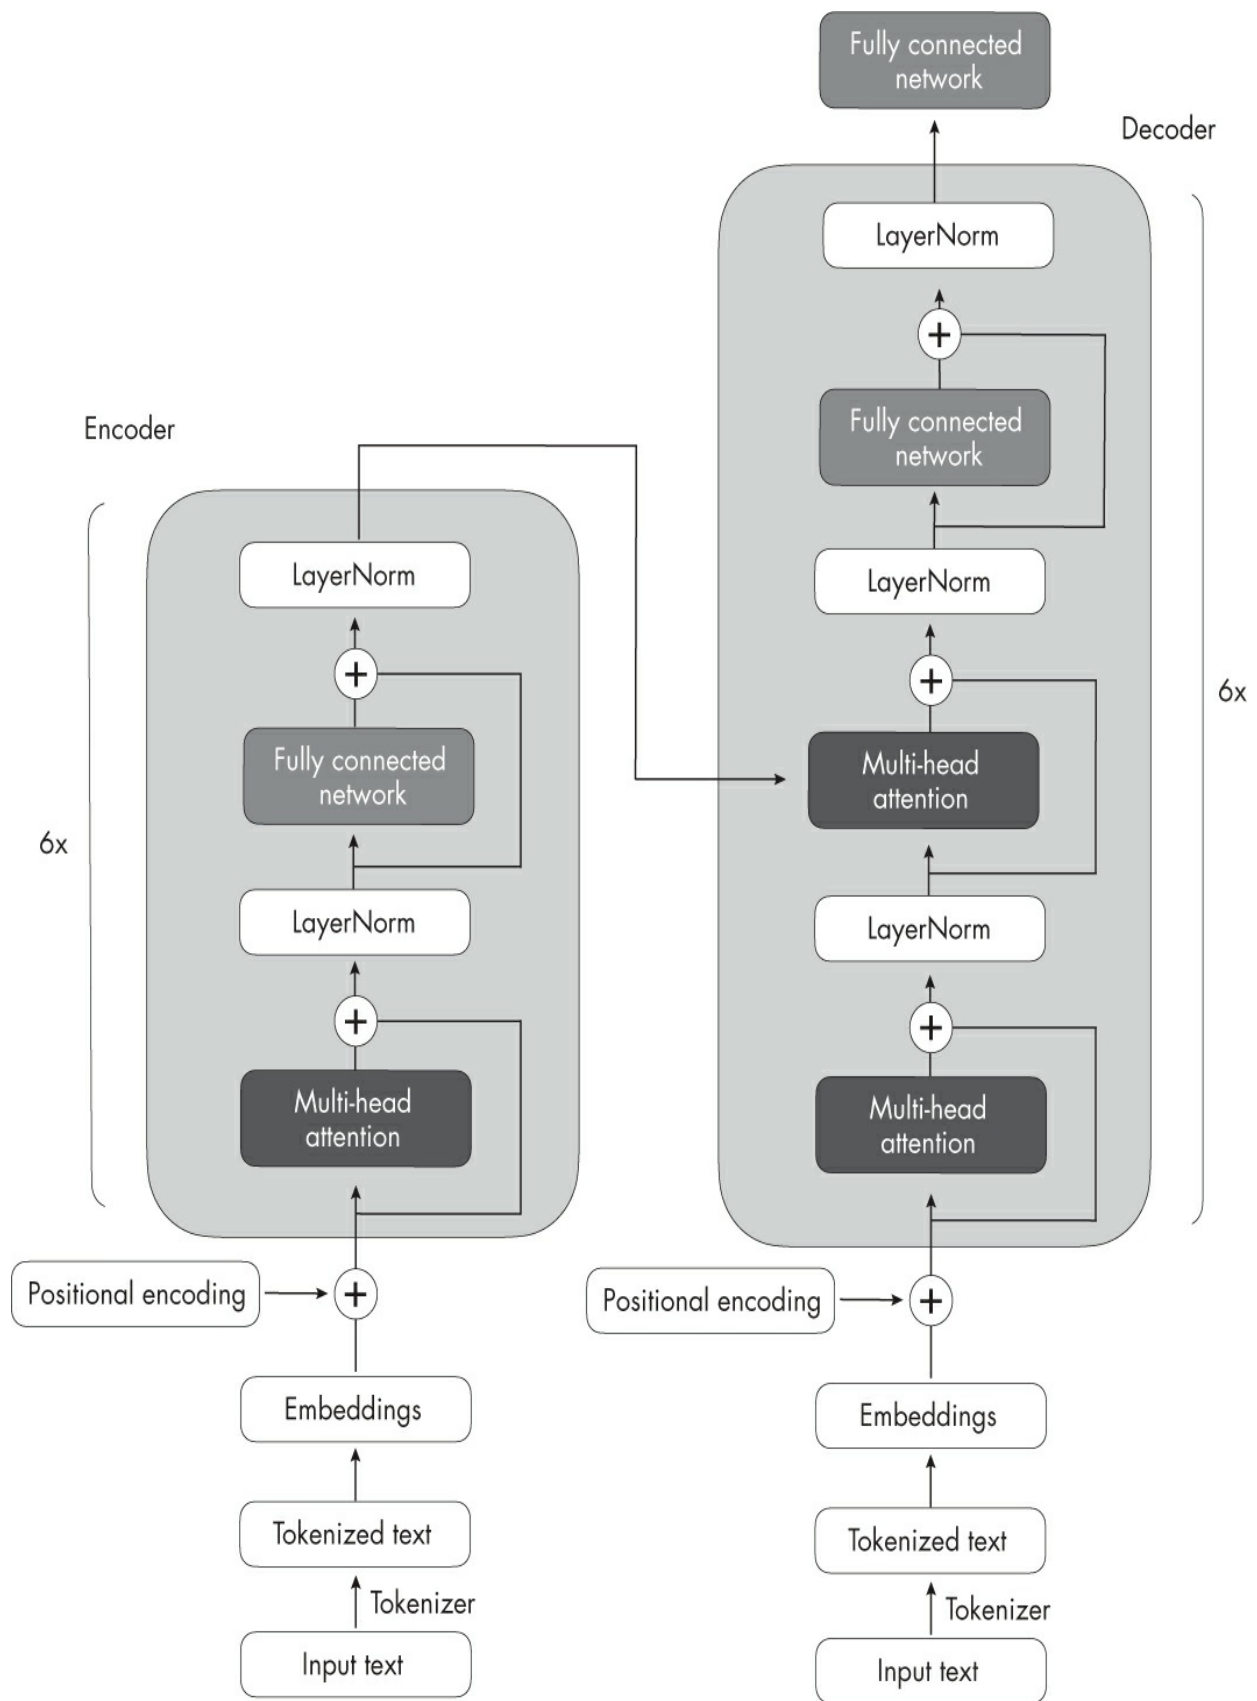 Fully connected
network
Decoder
LayerNorm
Fully connected
network
Encoder
LayerNorm
LayerNorm
6x
Fully connected
network
Multi-head
attention
6x
LayerNorm
LayerNorm
Multi-head
attention
Multi-head
attention
Positional encoding
Positional encoding
Embeddings
Embeddings
Tokenized text
Tokenized text
Tokenizer
Tokenizer
Input text
Input text